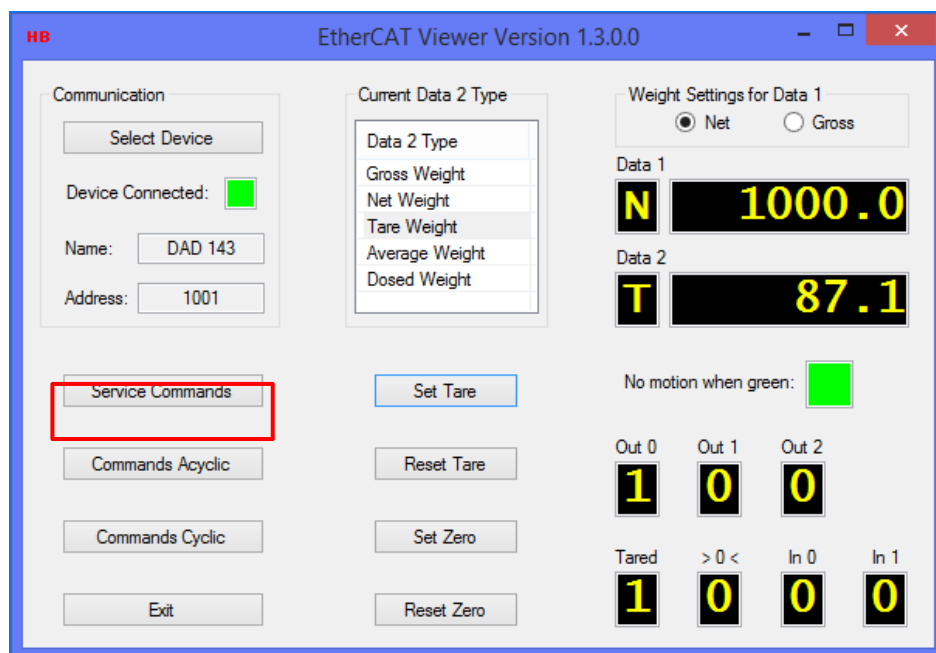 HB
EtherCAT Viewer Version 1.3.0.0
Communication
Select Device
Device Connected:
Name: DAD 143
Address: 1001
Current Data 2 Type
Data 2 Type
Gross Weight
Net Weight
Tare Weight
Average Weight
Dosed Weight
Weight Settings for Data 1
Net Gross
Data 1
N 1000.0
Data 2
T 87.1
Service Commands
Commands Acyclic
Commands Cyclic
Exit
Set Tare
Reset Tare
Set Zero
Reset Zero
No motion when green:
Out 0 Out 1 Out 2
1 0 0
Tared > 0 < In 0 In 1
1 0 0 0